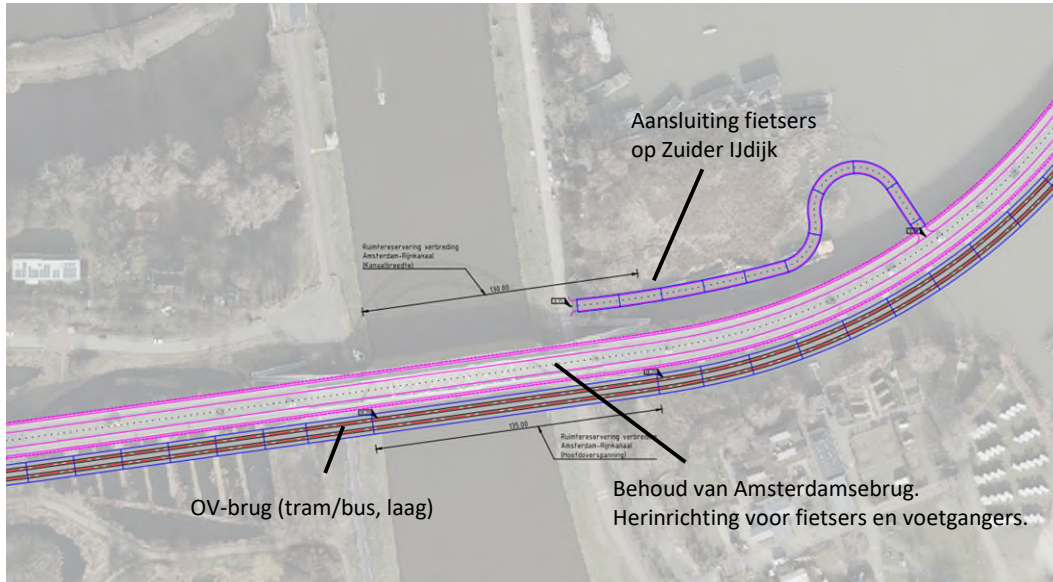 Aansluiting fietsers
op Zuider IJdijk
Ruimtereservering verbreding
Amsterdam-Rijnkanaal
(Kanaalbreedte)
130.00
135.00
Ruimtereservering verbre
Amsterdam-Rijnkanaal
(Hoofdoverspanning)
OV-brug (tram/bus, laag)
Behoud van Amsterdamsebrug.
Herinrichting voor fietsers en voetgangers.